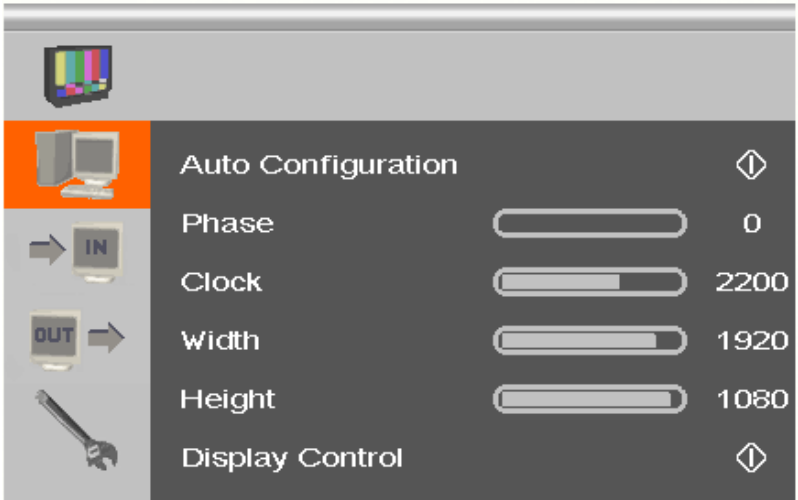 Auto Configuration
Phase 0
Clock 2200
IN
Width 1920
OUT
Height 1080
Display Control